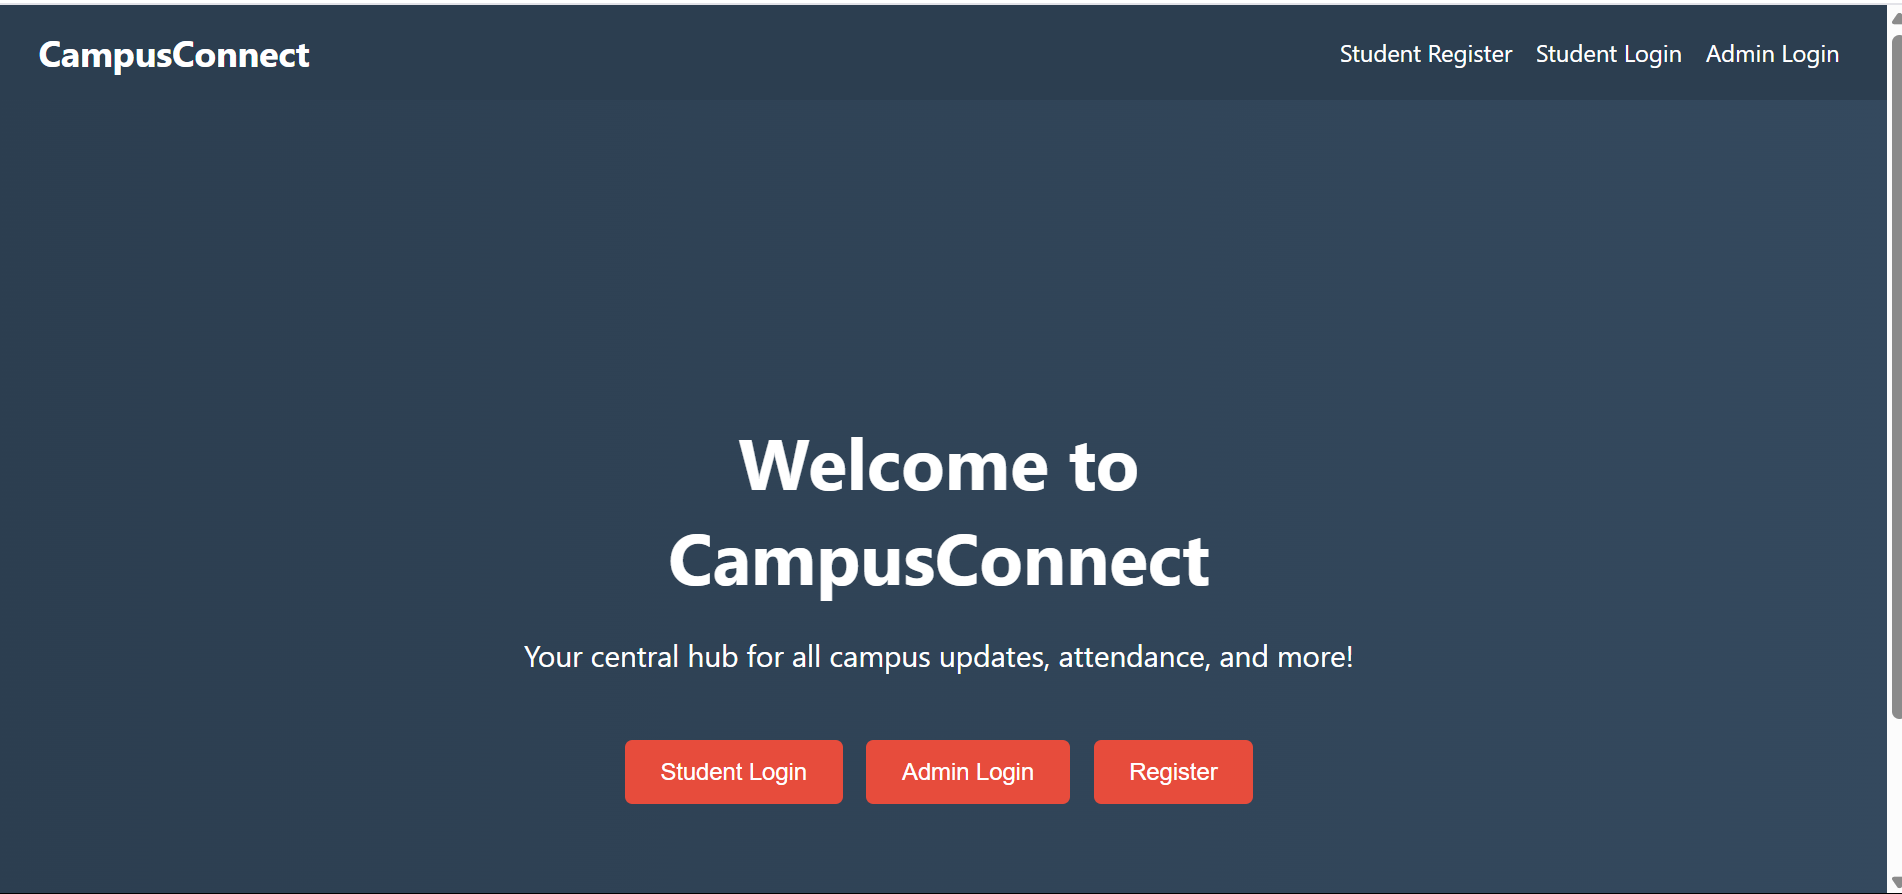 CampusConnect
Student Register Student Login Admin Login
Welcome to
CampusConnect
Your central hub for all campus updates, attendance, and more!
Student Login Admin Login Register